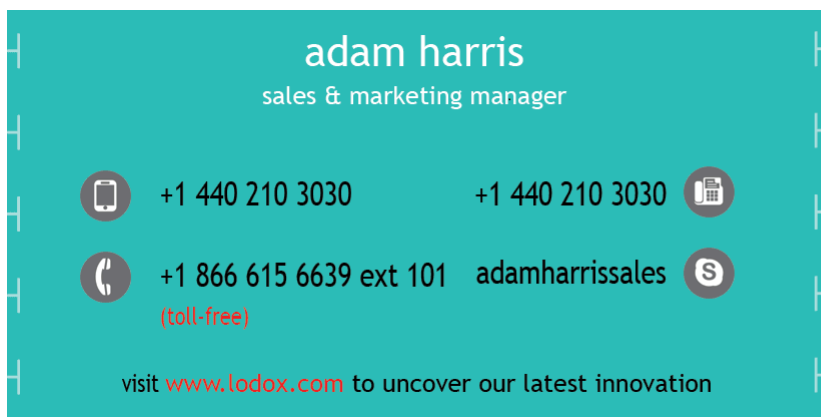 adam harris
sales & marketing manager
+1 440 210 3030
+1 440 210 3030
+1 866 615 6639 ext 101
(toll-free)
adamharrissales
visit www.lodox.com to uncover our latest innovation